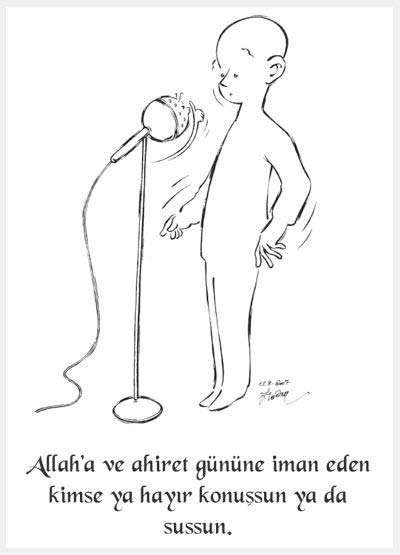 Allah'a ve ahiret gününe iman eden
kimse ya hayır konuşsun ya da
sussun.